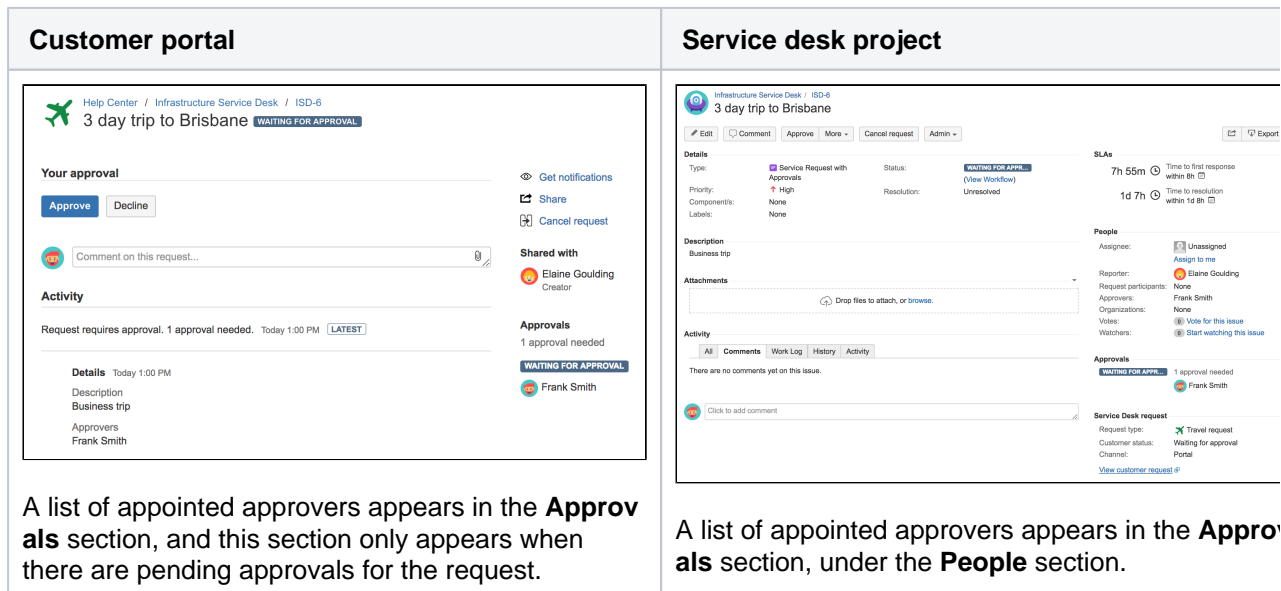 Customer portal
Help Center / Infrastructure Service Desk / ISD-6
3 day trip to Brisbane WAITING FOR APPROVAL
Your approval
Approve Decline
Comment on this request...
Activity
Request requires approval. 1 approval needed. Today 1:00 PM LATEST
Details Today 1:00 PM
Description
Business trip
Approvers
Frank Smith
Get notifications
Share
Cancel request
Shared with
Elaine Goulding
Creator
Approvals
1 approval needed
WAITING FOR APPROVAL
Frank Smith
A list of appointed approvers appears in the Approv
als section, and this section only appears when
there are pending approvals for the request.
Service desk project
Infrastructure Service Desk / ISD-6
3 day trip to Brisbane
Edit Comment Approve More Cancel request Admin Export
Details
Type: Service Request with
Approvals
Priority: High
Component/s: None
Labels: None
Status: WAITING FOR APPR...
(View Workflow)
Resolution: Unresolved
Description
Business trip
Attachments
Drop files to attach, or browse.
Activity
All Comments Work Log History Activity
There are no comments yet on this issue.
Click to add comment
SLAs
7h 55m Time to first response
within 8h
1d 7h Time to resolution
within 1d 8h
People
Assignee: Unassigned
Assign to me
Reporter: Elaine Goulding
Request participants: None
Approvers: Frank Smith
Organizations: None
Votes: 0 Vote for this issue
Watchers: 0 Start watching this issue
Approvals
WAITING FOR APPR... 1 approval needed
Frank Smith
Service Desk request
Request type: Travel request
Customer status: Waiting for approval
Channel: Portal
View customer request
A list of appointed approvers appears in the Approv
als section, under the People section.